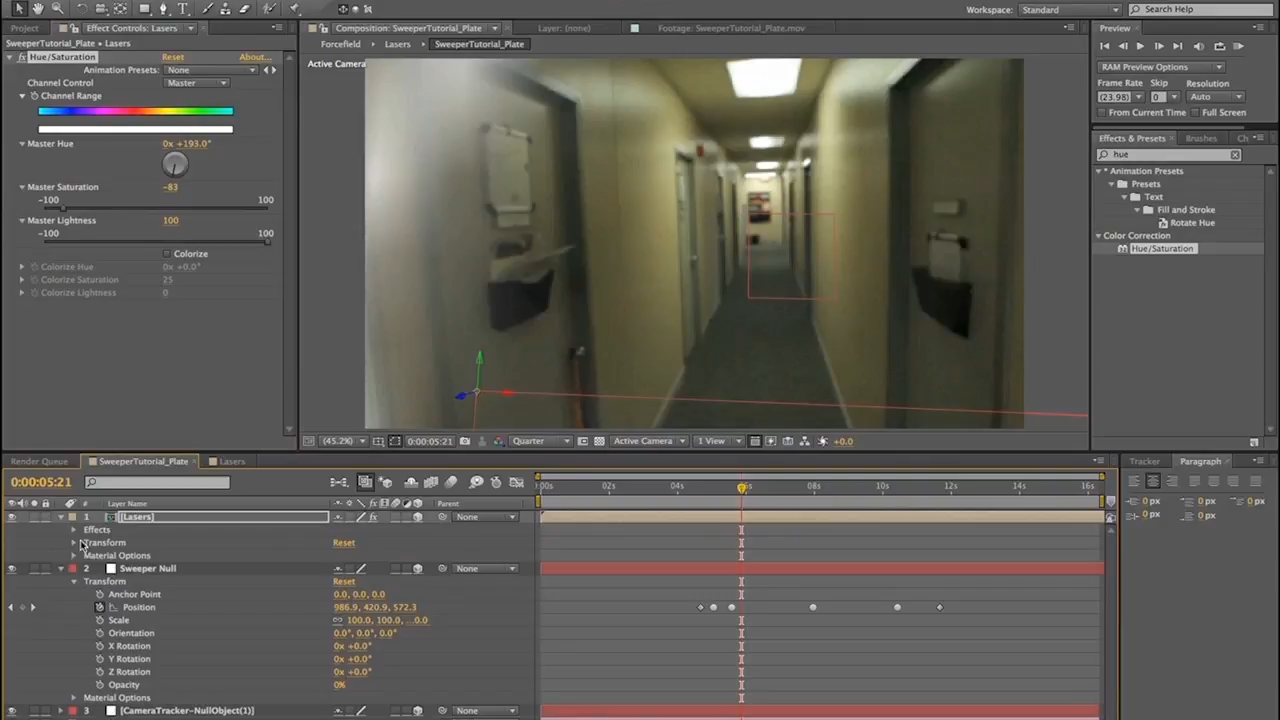 Workspace: Standard
Search Help
Project
Effect Controls: Lasers
Composition: SweeperTutorial_Plate
Layer: (none)
Footage: SweeperTutorial_Plate.mov
Preview
SweeperTutorial_Plate • Lasers
Forcefield
Lasers
SweeperTutorial_Plate
fx Hue/Saturation
Reset
About...
Active Camera
RAM Preview Options
Animation Presets: None
Channel Control
Master
Frame Rate
Skip
Resolution
(23.98)
0
Auto
Channel Range
From Current Time
Full Screen
Effects & Presets
Brushes
Ch
hue
Master Hue
0x +193.0°
* Animation Presets
Presets
Master Saturation
-83
Text
-100
100
Fill and Stroke
Master Lightness
100
Rotate Hue
-100
100
Color Correction
Hue/Saturation
Colorize
Colorize Hue
0x +0.0°
Colorize Saturation
25
Colorize Lightness
0
(45.2%)
0:00:05:21
Quarter
Active Camera
1 View
+0.0
Render Queue
SweeperTutorial_Plate
Lasers
Tracker
Paragraph
0:00:05:21
:00s
02s
04s
6s
08s
10s
12s
14s
16s
0 px
0 px
0 px
0 px
0 px
#
Layer Name
fx
Parent
1
[Lasers]
fx
None
Effects
Transform
Reset
Material Options
2
Sweeper Null
None
Transform
Reset
Anchor Point
0.0, 0.0, 0.0
Position
986.9, 420.9, 572.3
Scale
100.0, 100.0, ...0.0
Orientation
0.0°, 0.0°, 0.0°
X Rotation
0x +0.0°
Y Rotation
0x +0.0°
Z Rotation
0x +0.0°
Opacity
0%
Material Options
3
[CameraTracker-NullObject(1)]
None